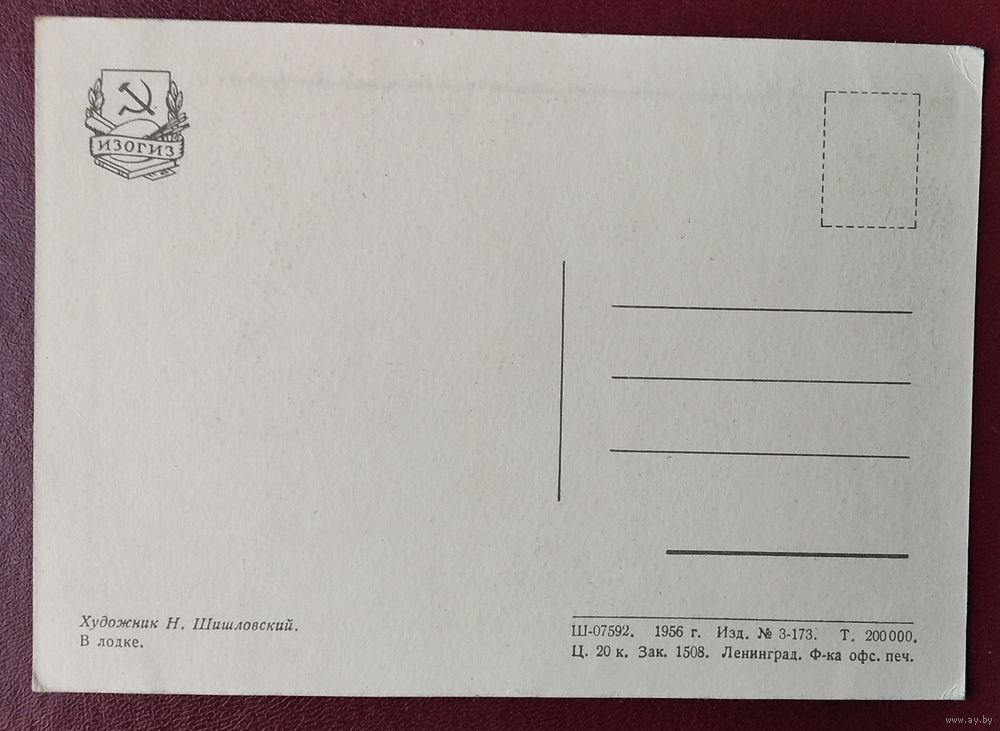 ИЗОГИЗ
Художник Н. Шишловский.
В лодке.
Ш-07592. 1956 г. Изд. № 3-173. Т. 200000.
Ц. 20 к. Зак. 1508. Ленинград. Ф-ка офс. печ.
www.ay.by